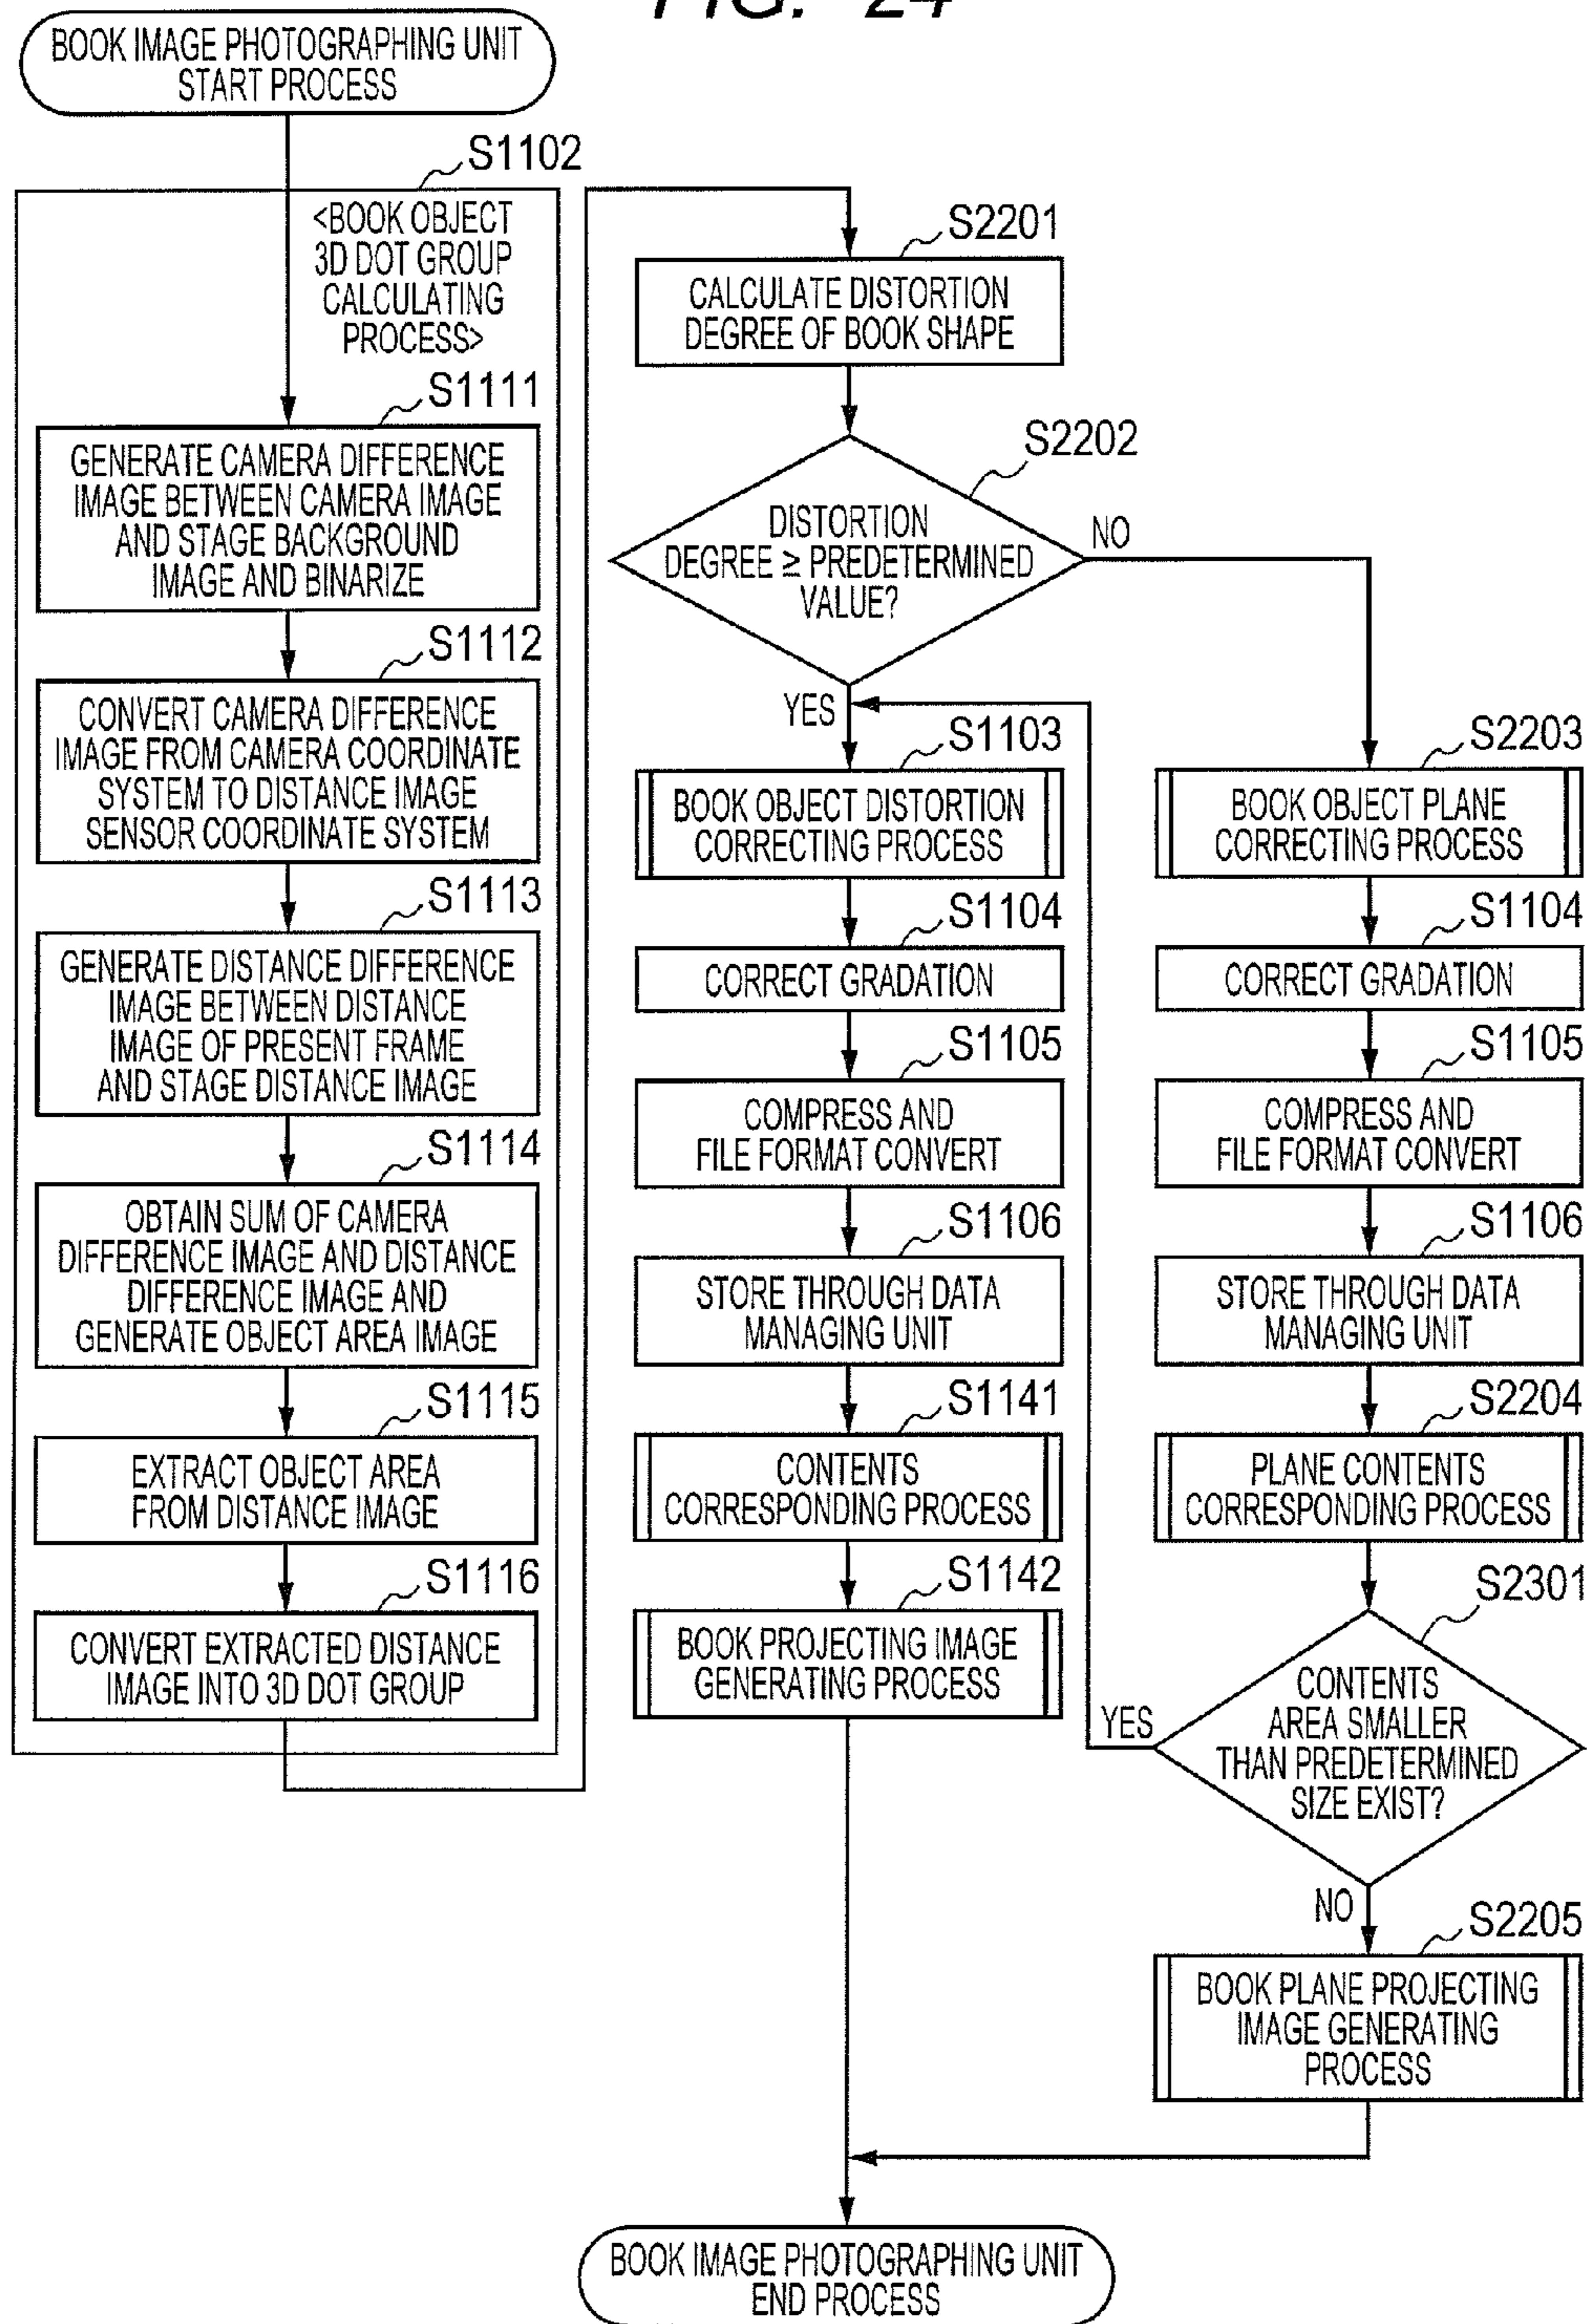 FIG. 24
BOOK IMAGE PHOTOGRAPHING UNIT
START PROCESS
S1102
<BOOK OBJECT
3D DOT GROUP
CALCULATING
PROCESS>
S1111
GENERATE CAMERA DIFFERENCE
IMAGE BETWEEN CAMERA IMAGE
AND STAGE BACKGROUND
IMAGE AND BINARIZE
S1112
CONVERT CAMERA DIFFERENCE
IMAGE FROM CAMERA COORDINATE
SYSTEM TO DISTANCE IMAGE
SENSOR COORDINATE SYSTEM
S1113
GENERATE DISTANCE DIFFERENCE
IMAGE BETWEEN DISTANCE
IMAGE OF PRESENT FRAME
AND STAGE DISTANCE IMAGE
S1114
OBTAIN SUM OF CAMERA
DIFFERENCE IMAGE AND DISTANCE
DIFFERENCE IMAGE AND
GENERATE OBJECT AREA IMAGE
S1115
EXTRACT OBJECT AREA
FROM DISTANCE IMAGE
S1116
CONVERT EXTRACTED DISTANCE
IMAGE INTO 3D DOT GROUP
S2201
CALCULATE DISTORTION
DEGREE OF BOOK SHAPE
S2202
DISTORTION
DEGREE ≥ PREDETERMINED
VALUE?
NO
YES
S1103
BOOK OBJECT DISTORTION
CORRECTING PROCESS
S1104
CORRECT GRADATION
S1105
COMPRESS AND
FILE FORMAT CONVERT
S1106
STORE THROUGH DATA
MANAGING UNIT
S1141
CONTENTS
CORRESPONDING PROCESS
S1142
BOOK PROJECTING IMAGE
GENERATING PROCESS
S2203
BOOK OBJECT PLANE
CORRECTING PROCESS
S1104
CORRECT GRADATION
S1105
COMPRESS AND
FILE FORMAT CONVERT
S1106
STORE THROUGH DATA
MANAGING UNIT
S2204
PLANE CONTENTS
CORRESPONDING PROCESS
S2301
CONTENTS
AREA SMALLER
THAN PREDETERMINED
SIZE EXIST?
YES
NO
S2205
BOOK PLANE PROJECTING
IMAGE GENERATING
PROCESS
BOOK IMAGE PHOTOGRAPHING UNIT
END PROCESS